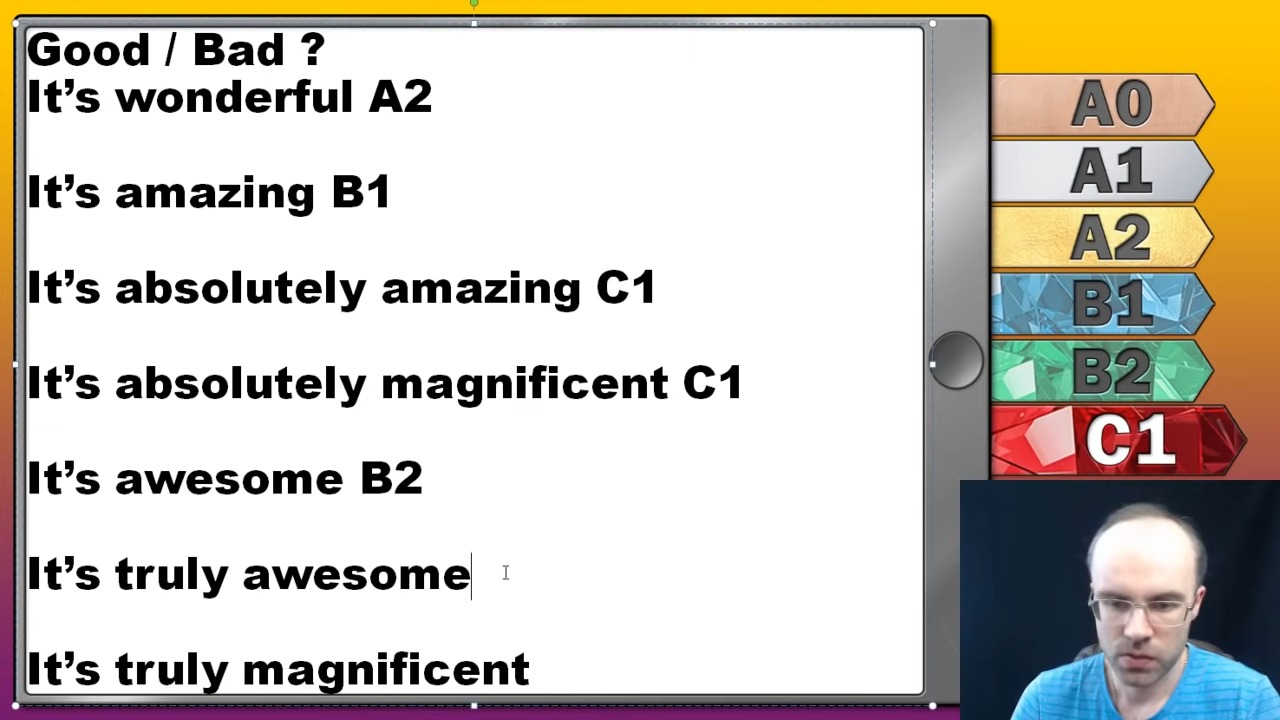 Good / Bad ?
It's wonderful A2
It's amazing B1
It's absolutely amazing C1
It's absolutely magnificent C1
It's awesome B2
It's truly awesome
It's truly magnificent
A0
A1
A2
B1
B2
C1